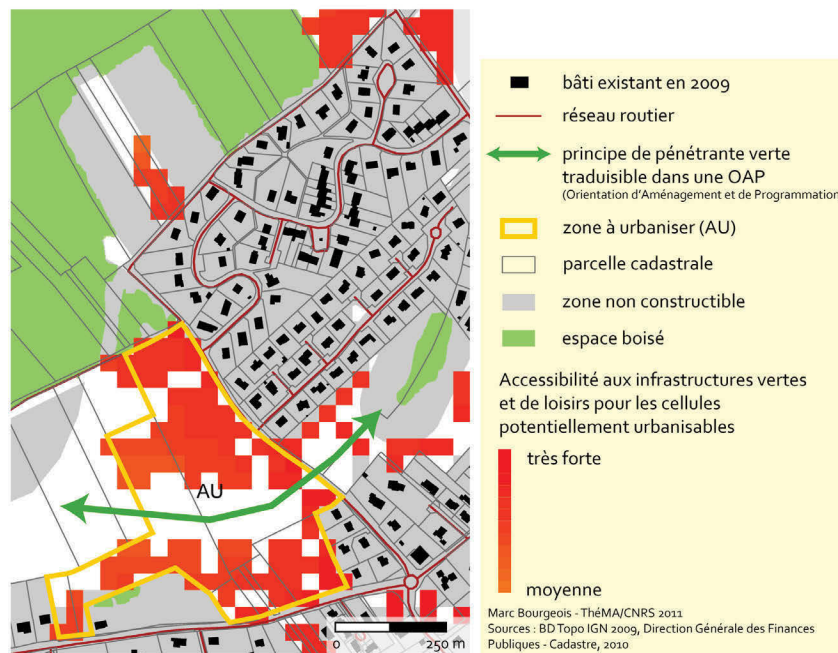 AU
0
250 m
bâti existant en 2009
réseau routier
principe de pénétrante verte
traduisible dans une OAP
(Orientation d'Aménagement et de Programmation
zone à urbaniser (AU)
parcelle cadastrale
zone non constructible
espace boisé
Accessibilité aux infrastructures vertes
et de loisirs pour les cellules
potentiellement urbanisables
très forte
moyenne
Marc Bourgeois - ThéMA/CNRS 2011
Sources : BD Topo IGN 2009, Direction Générale des Finances
Publiques - Cadastre, 2010